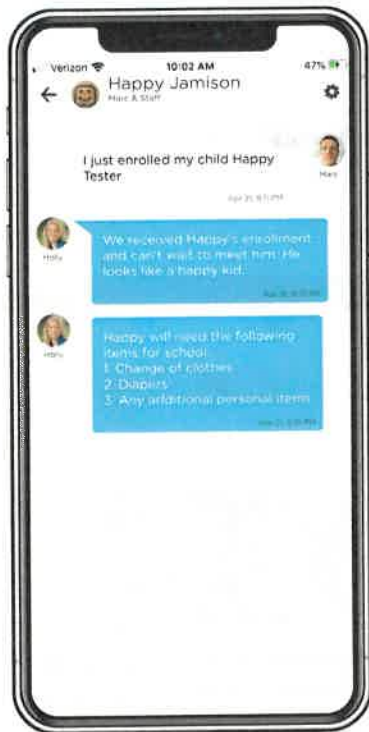 Verizon 10:02 AM 47%
Happy Jamison
Marc & Staff
I just enrolled my child Happy
Tester
Marc
We received Happy's enrollment
and can't wait to meet him. He
looks like a happy kid.
Holly
Happy will need the following
items for school:
1. Change of clothes
2. Diapers
3. Any additional personal items
Holly